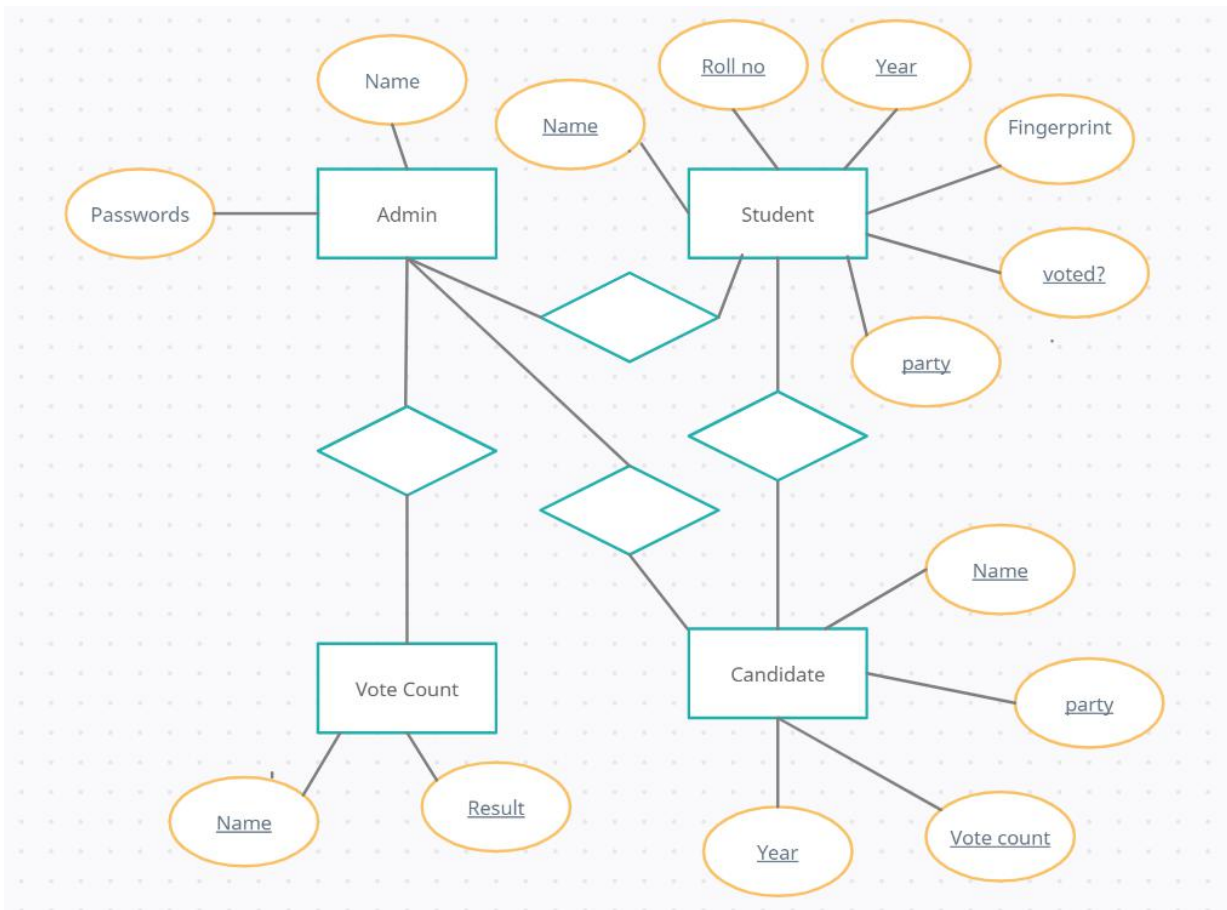 Name
Roll no
Year
Name
Fingerprint
Passwords
Admin
Student
voted?
party
Name
Candidate
Vote Count
party
Name
Result
Year
Vote count